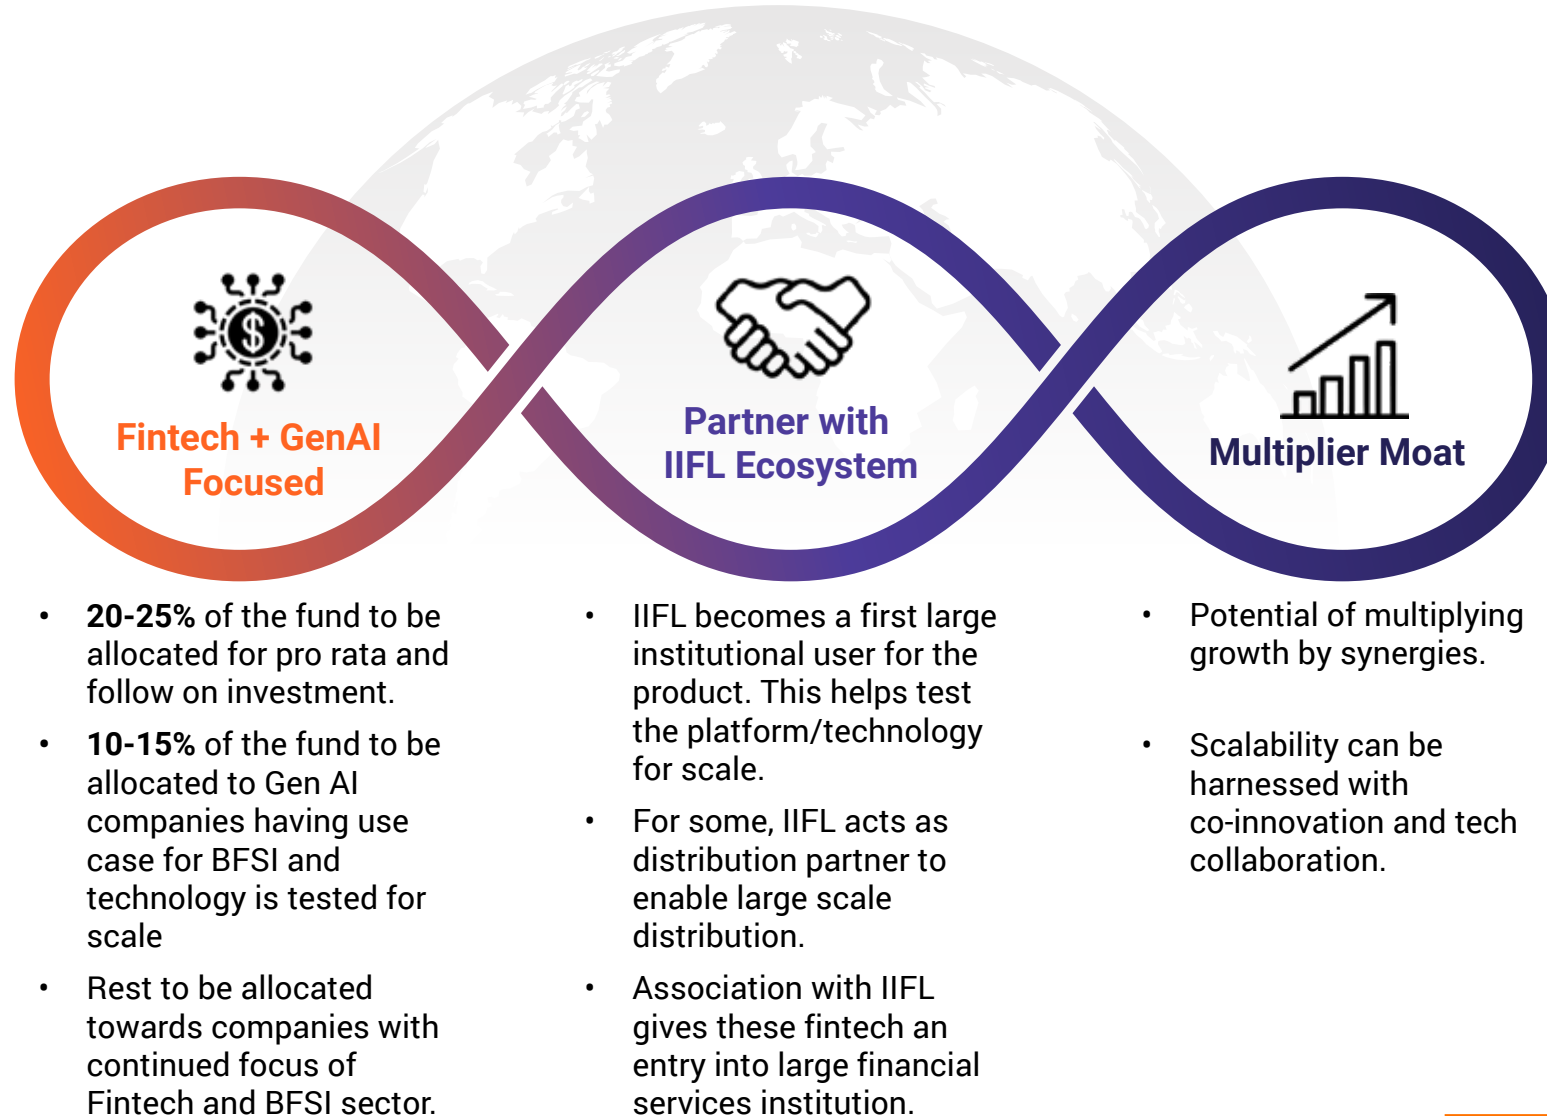 Fintech + GenAI
Focused
• 20-25% of the fund to be
allocated for pro rata and
follow on investment.
• 10-15% of the fund to be
allocated to Gen AI
companies having use
case for BFSI and
technology is tested for
scale
• Rest to be allocated
towards companies with
continued focus of
Fintech and BFSI sector.
Partner with
IIFL Ecosystem
• IIFL becomes a first large
institutional user for the
product. This helps test
the platform/technology
for scale.
• For some, IIFL acts as
distribution partner to
enable large scale
distribution.
• Association with IIFL
gives these fintech an
entry into large financial
services institution.
Multiplier Moat
• Potential of multiplying
growth by synergies.
• Scalability can be
harnessed with
co-innovation and tech
collaboration.